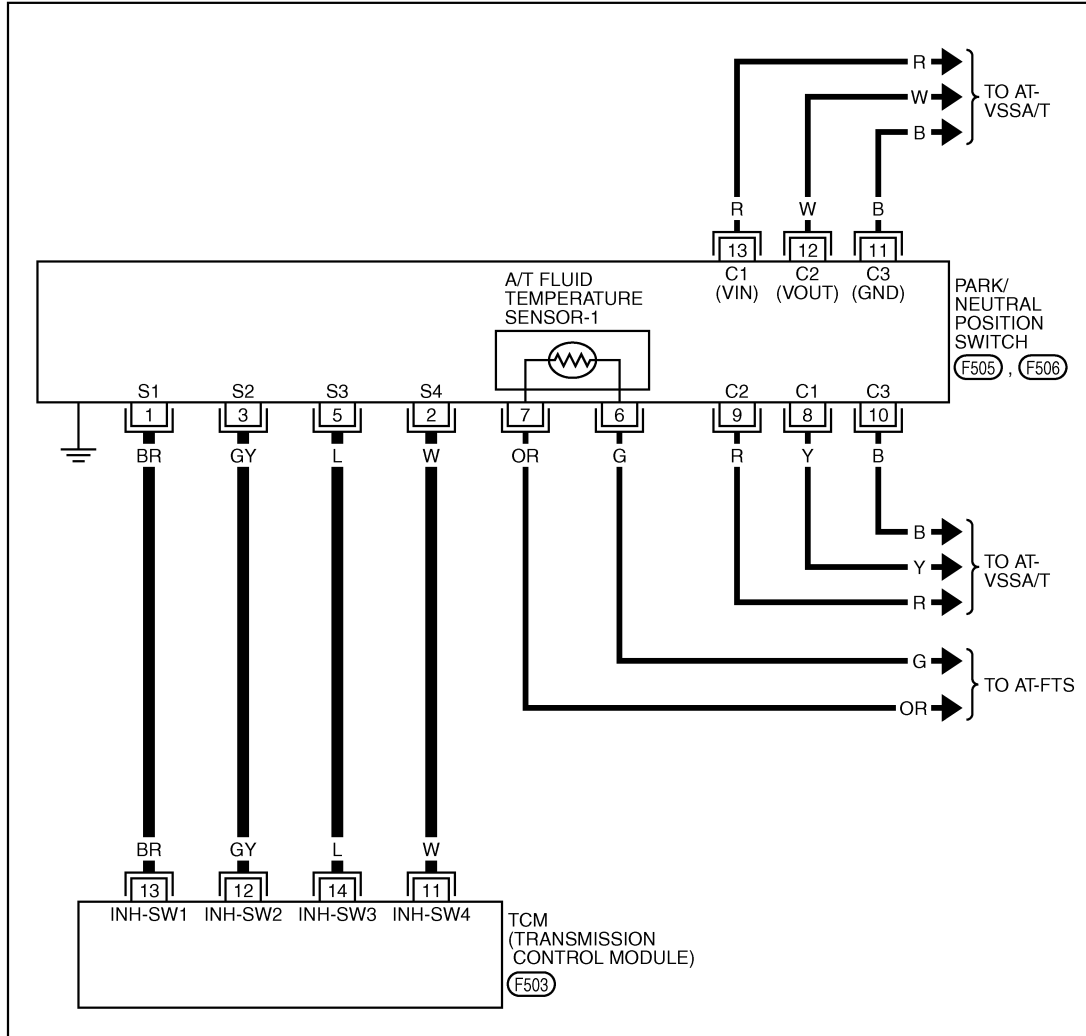 R
W
B
TO AT-
VSSA/T
R W B
13 12 11
C1 C2 C3
(VIN) (VOUT) (GND)
A/T FLUID
TEMPERATURE
SENSOR-1
PARK/
NEUTRAL
POSITION
SWITCH
F505 , F506
S1 S2 S3 S4 C2 C1 C3
1 3 5 2 7 6 9 8 10
BR GY L W OR G R Y B
B
Y
R
TO AT-
VSSA/T
G
OR
TO AT-FTS
BR GY L W
13 12 14 11
INH-SW1 INH-SW2 INH-SW3 INH-SW4
TCM
(TRANSMISSION
CONTROL MODULE)
F503